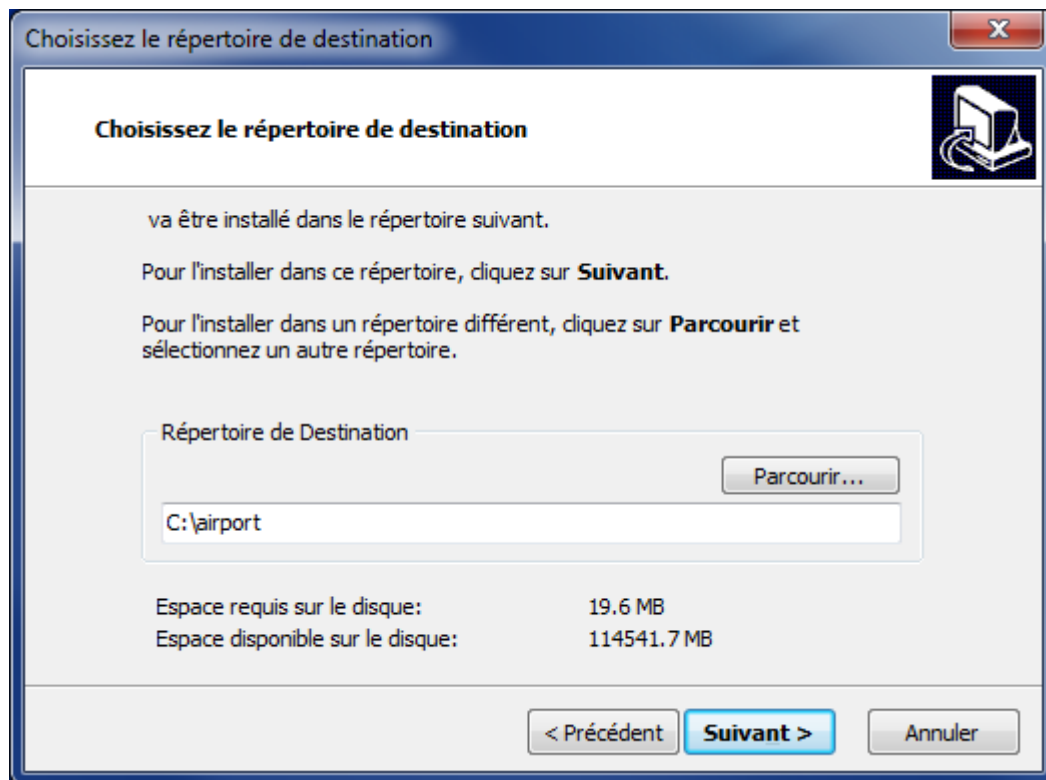 Choisissez le répertoire de destination
Choisissez le répertoire de destination
va être installé dans le répertoire suivant.
Pour l'installer dans ce répertoire, cliquez sur Suivant.
Pour l'installer dans un répertoire différent, cliquez sur Parcourir et
sélectionnez un autre répertoire.
Répertoire de Destination
Parcourir...
C:\airport
Espace requis sur le disque: 19.6 MB
Espace disponible sur le disque: 114541.7 MB
< Précédent Suivant > Annuler